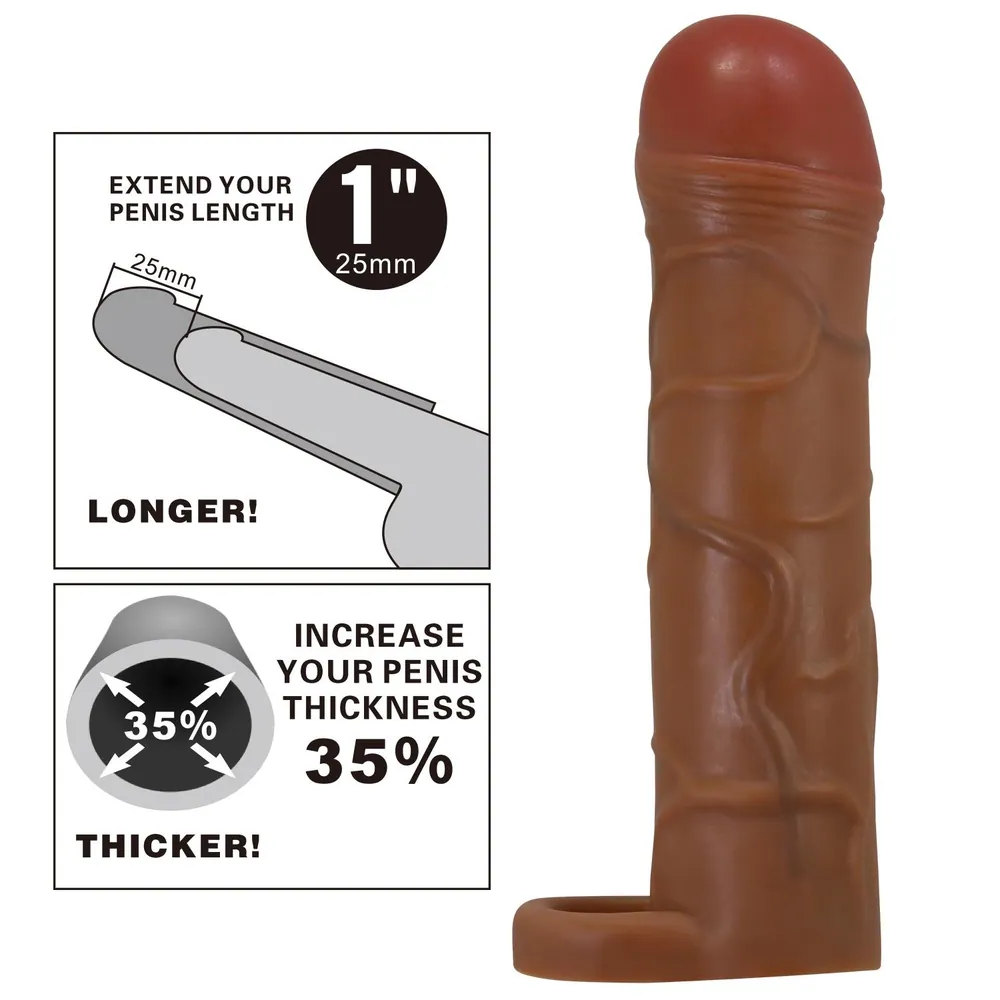 EXTEND YOUR
PENIS LENGTH
1"
25mm
25mm
LONGER!
35%
INCREASE
YOUR PENIS
THICKNESS
35%
THICKER!